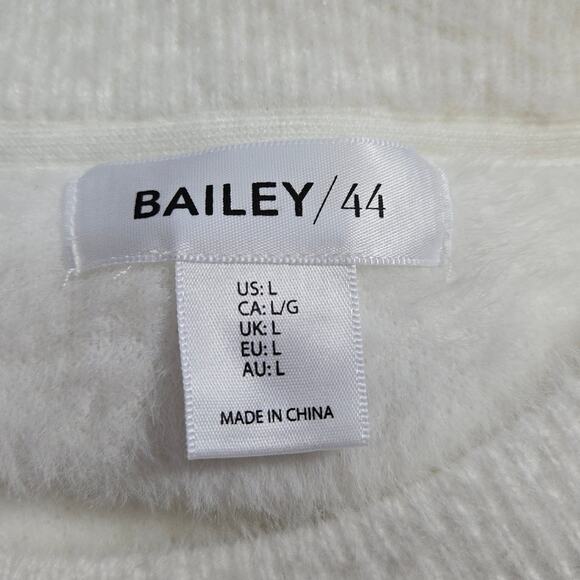 BAILEY/44
US: L
CA: L/G
UK: L
EU: L
AU: L
MADE IN CHINA